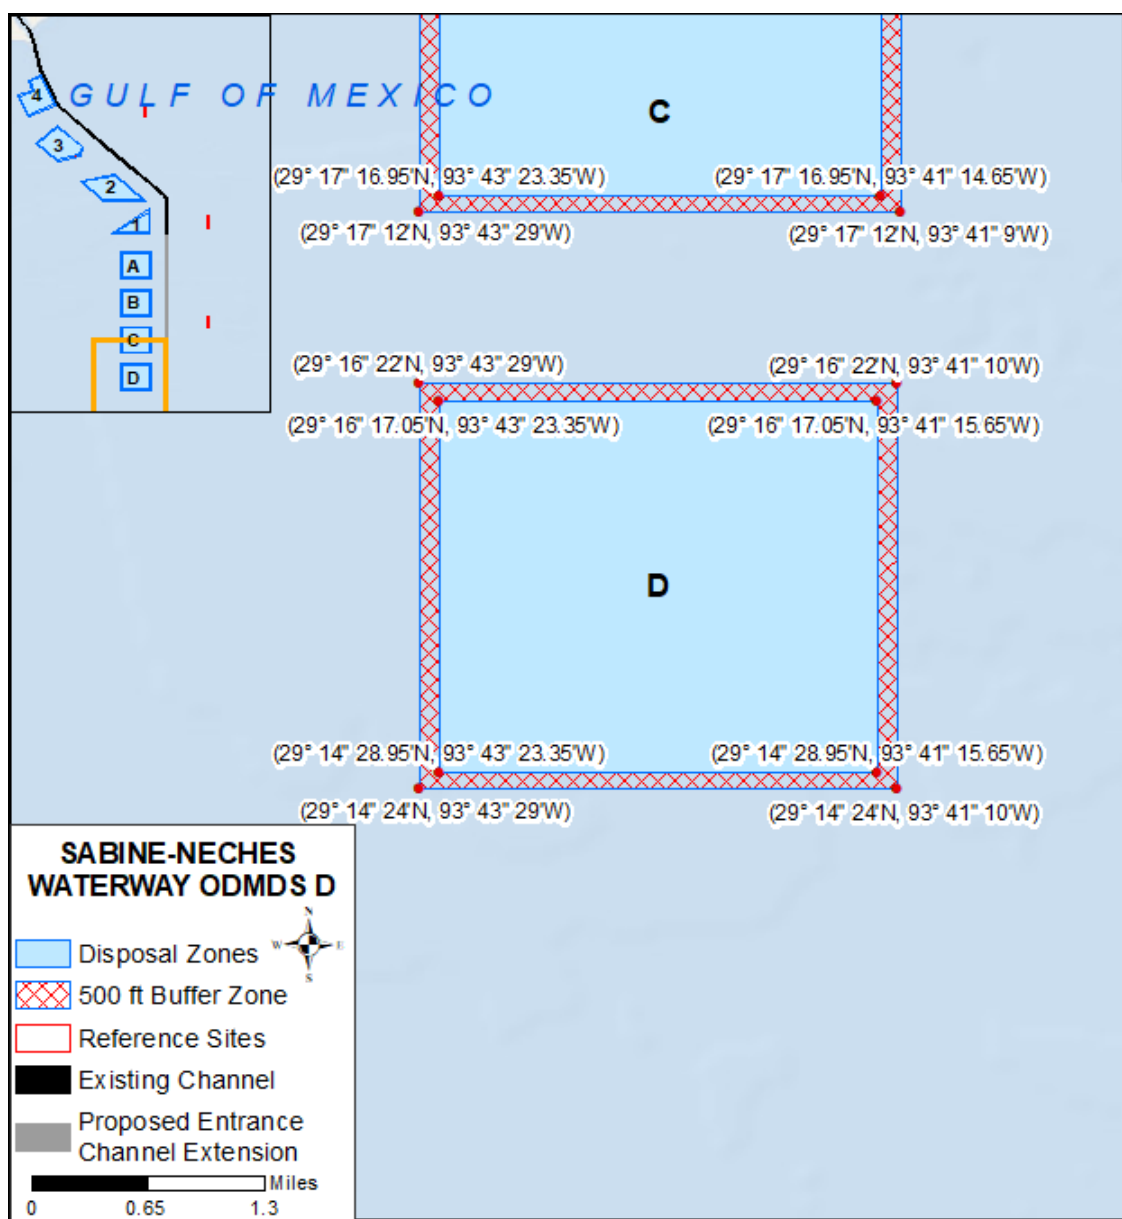 GULF OF MEXICO
4
3
2
1
A
B
C
D
C
(29° 17" 16.95'N, 93° 43" 23.35'W)
(29° 17" 16.95'N, 93° 41" 14.65'W)
(29° 17" 12'N, 93° 43" 29'W)
(29° 17" 12'N, 93° 41" 9'W)
(29° 16" 22'N, 93° 43" 29'W)
(29° 16" 22'N, 93° 41" 10'W)
(29° 16" 17.05'N, 93° 43" 23.35'W)
(29° 16" 17.05'N, 93° 41" 15.65'W)
D
(29° 14" 28.95'N, 93° 43" 23.35'W)
(29° 14" 28.95'N, 93° 41" 15.65'W)
(29° 14" 24'N, 93° 43" 29'W)
(29° 14" 24'N, 93° 41" 10'W)
SABINE-NECHES
WATERWAY ODMDS D
N
W E
S
Disposal Zones
500 ft Buffer Zone
Reference Sites
Existing Channel
Proposed Entrance
Channel Extension
Miles
0 0.65 1.3